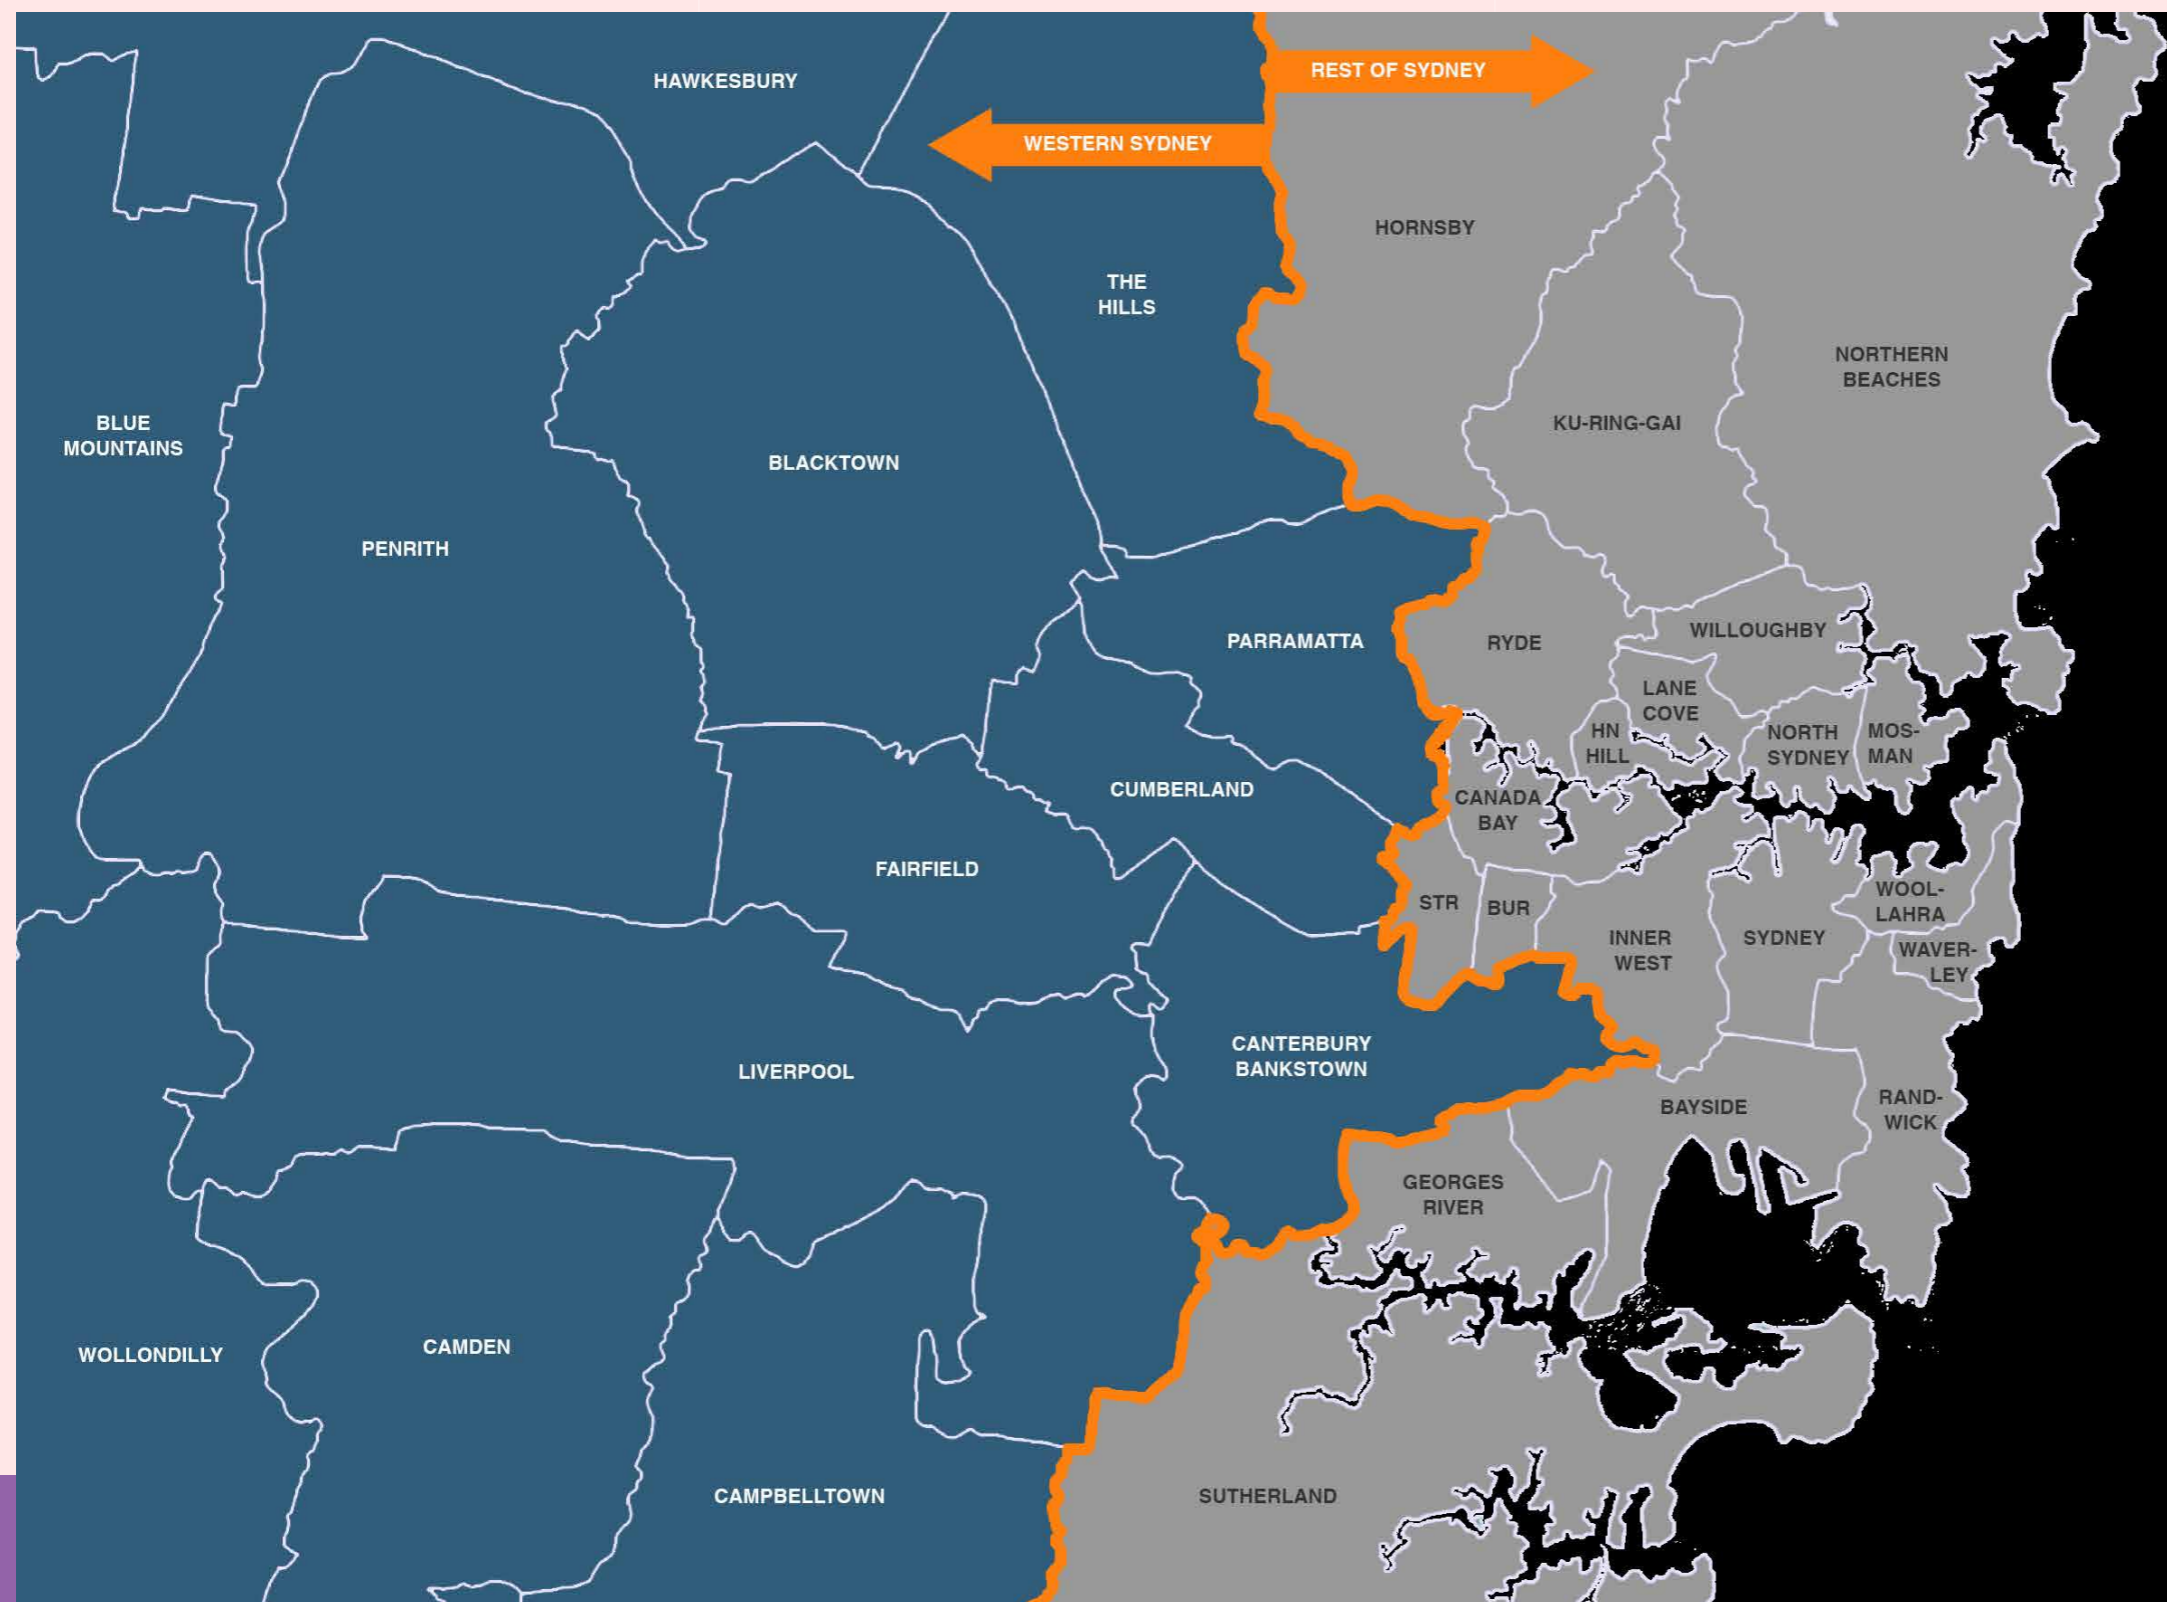 HAWKESBURY
REST OF SYDNEY
WESTERN SYDNEY
HORNSBY
THE
HILLS
NORTHERN
BEACHES
BLUE
MOUNTAINS
KU-RING-GAI
BLACKTOWN
PENRITH
PARRAMATTA
RYDE
WILLOUGHBY
LANE
COVE
HN
HILL
NORTH
SYDNEY
MOS-
MAN
CUMBERLAND
CANADA
BAY
FAIRFIELD
STR
BUR
WOOL-
LAHRA
INNER
WEST
SYDNEY
WAVER-
LEY
CANTERBURY
BANKSTOWN
LIVERPOOL
BAYSIDE
RAND-
WICK
GEORGES
RIVER
WOLLONDILLY
CAMDEN
CAMPBELLTOWN
SUTHERLAND